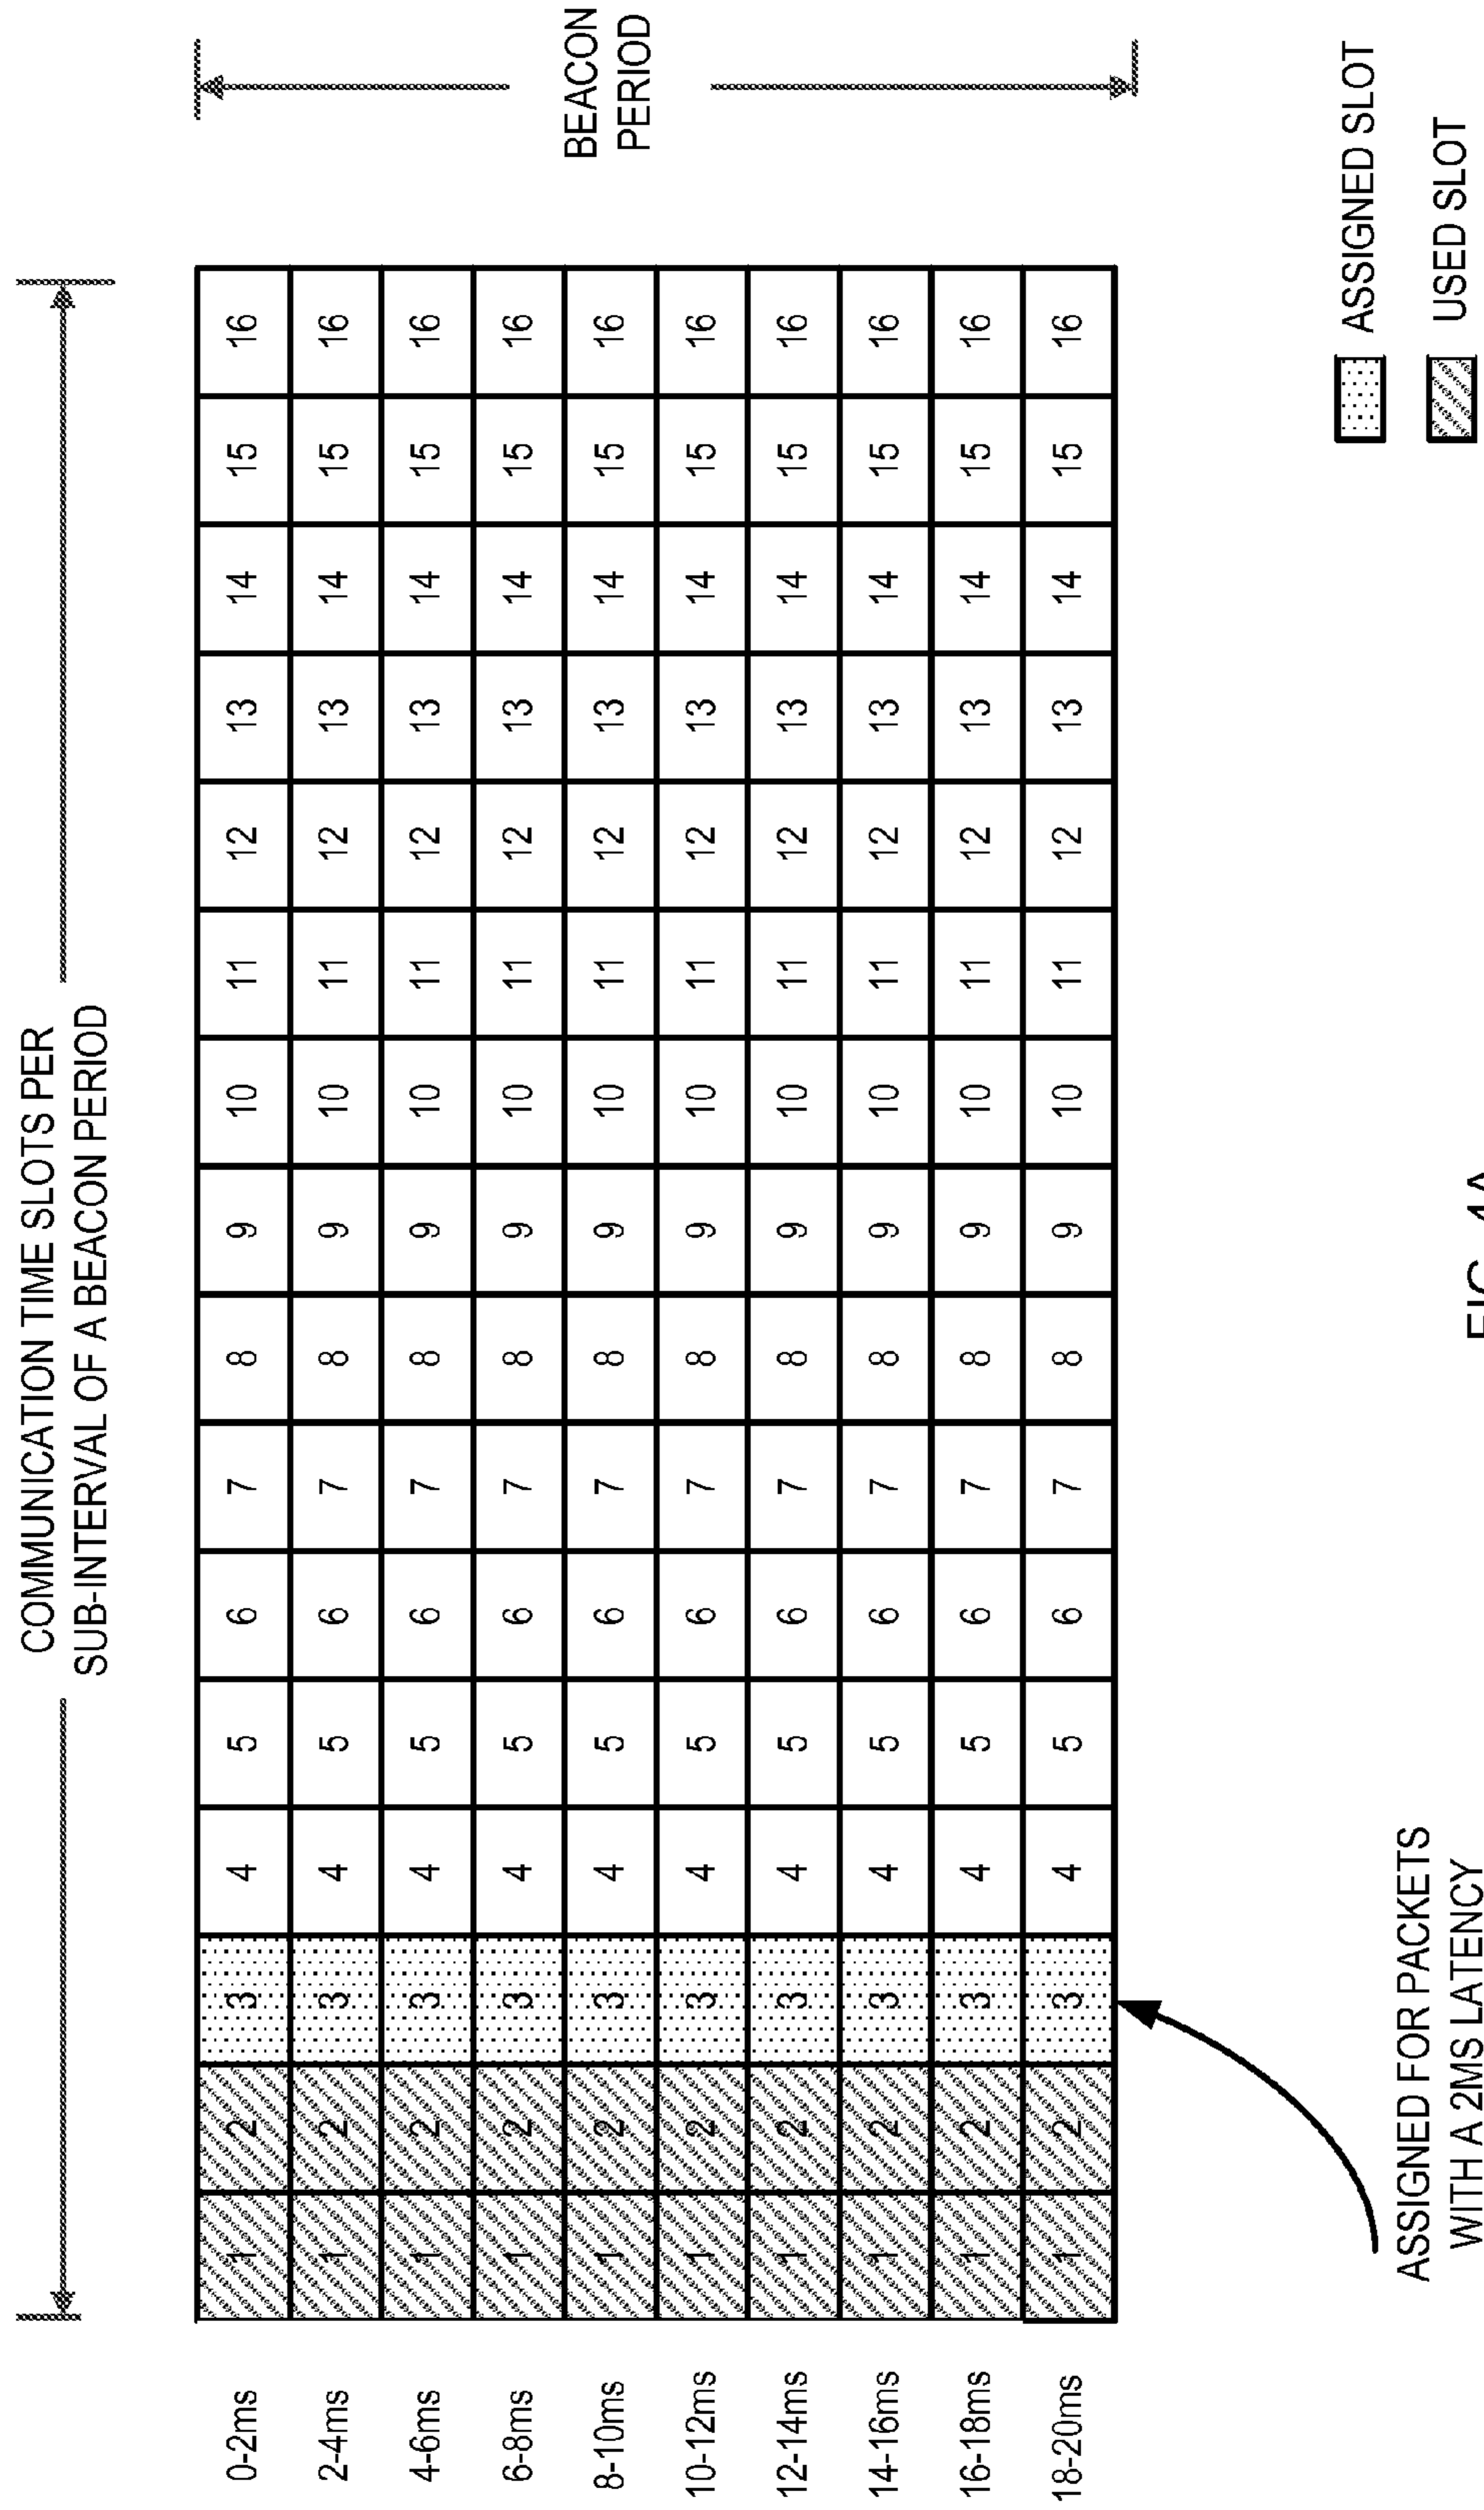 COMMUNICATION TIME SLOTS PER
SUB-INTERVAL OF A BEACON PERIOD
0-2ms 1 2 3 4 5 6 7 8 9 10 11 12 13 14 15 16
2-4ms 1 2 3 4 5 6 7 8 9 10 11 12 13 14 15 16
4-6ms 1 2 3 4 5 6 7 8 9 10 11 12 13 14 15 16
6-8ms 1 2 3 4 5 6 7 8 9 10 11 12 13 14 15 16
8-10ms 1 2 3 4 5 6 7 8 9 10 11 12 13 14 15 16
10-12ms 1 2 3 4 5 6 7 8 9 10 11 12 13 14 15 16
12-14ms 1 2 3 4 5 6 7 8 9 10 11 12 13 14 15 16
14-16ms 1 2 3 4 5 6 7 8 9 10 11 12 13 14 15 16
16-18ms 1 2 3 4 5 6 7 8 9 10 11 12 13 14 15 16
18-20ms 1 2 3 4 5 6 7 8 9 10 11 12 13 14 15 16
BEACON
PERIOD
ASSIGNED FOR PACKETS
WITH A 2MS LATENCY
ASSIGNED SLOT
USED SLOT